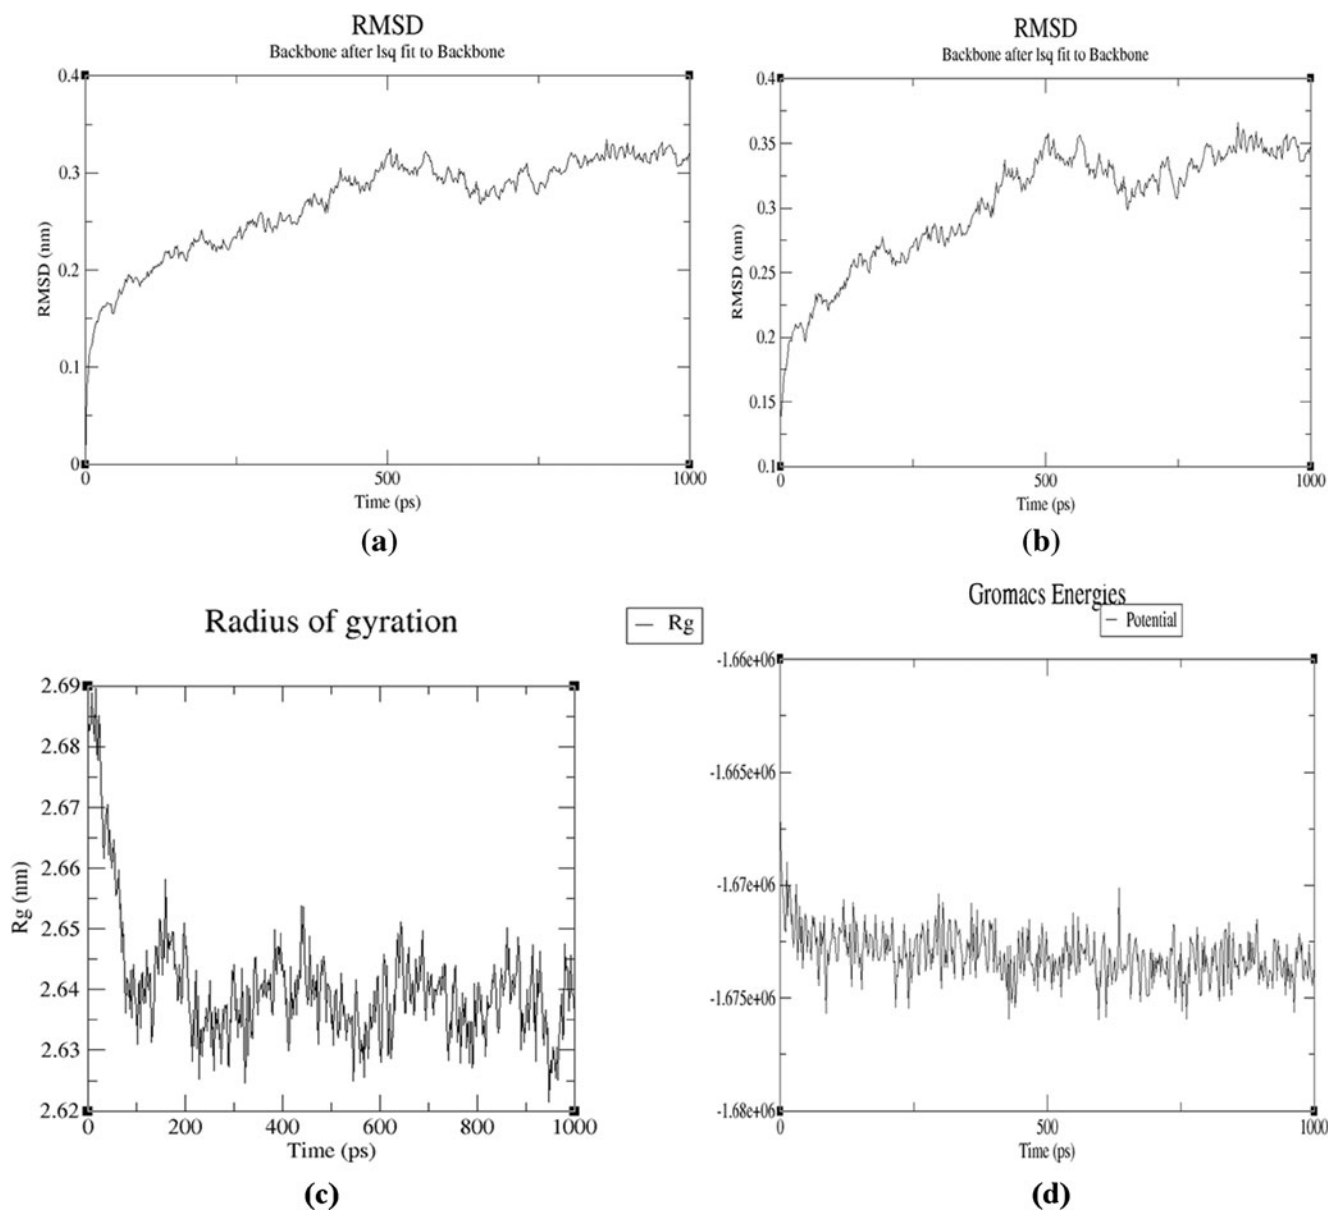 RMSD
Backbone after lsq fit to Backbone
0.4
0.3
0.2
0.1
0
RMSD (nm)
0 500 1000
Time (ps)
(a)
RMSD
Backbone after lsq fit to Backbone
0.4
0.35
0.3
0.25
0.2
0.15
0.1
RMSD (nm)
0 500 1000
Time (ps)
(b)
Radius of gyration
Rg
2.69
2.68
2.67
2.66
2.65
2.64
2.63
2.62
Rg (nm)
0 200 400 600 800 1000
Time (ps)
(c)
Gromacs Energies
Potential
-1.66e+06
-1.665e+06
-1.67e+06
-1.675e+06
-1.68e+06
0 500 1000
Time (ps)
(d)